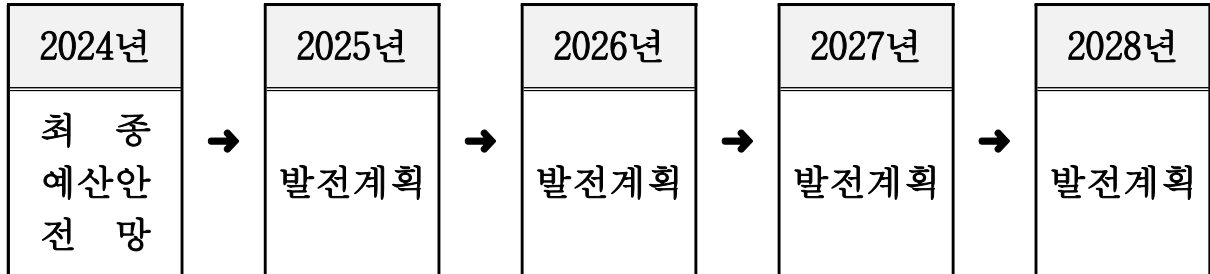 2024년 2025년 2026년 2027년 2028년
최 종
예산안
전 망
➜ 발전계획 ➜ 발전계획 ➜ 발전계획 ➜ 발전계획